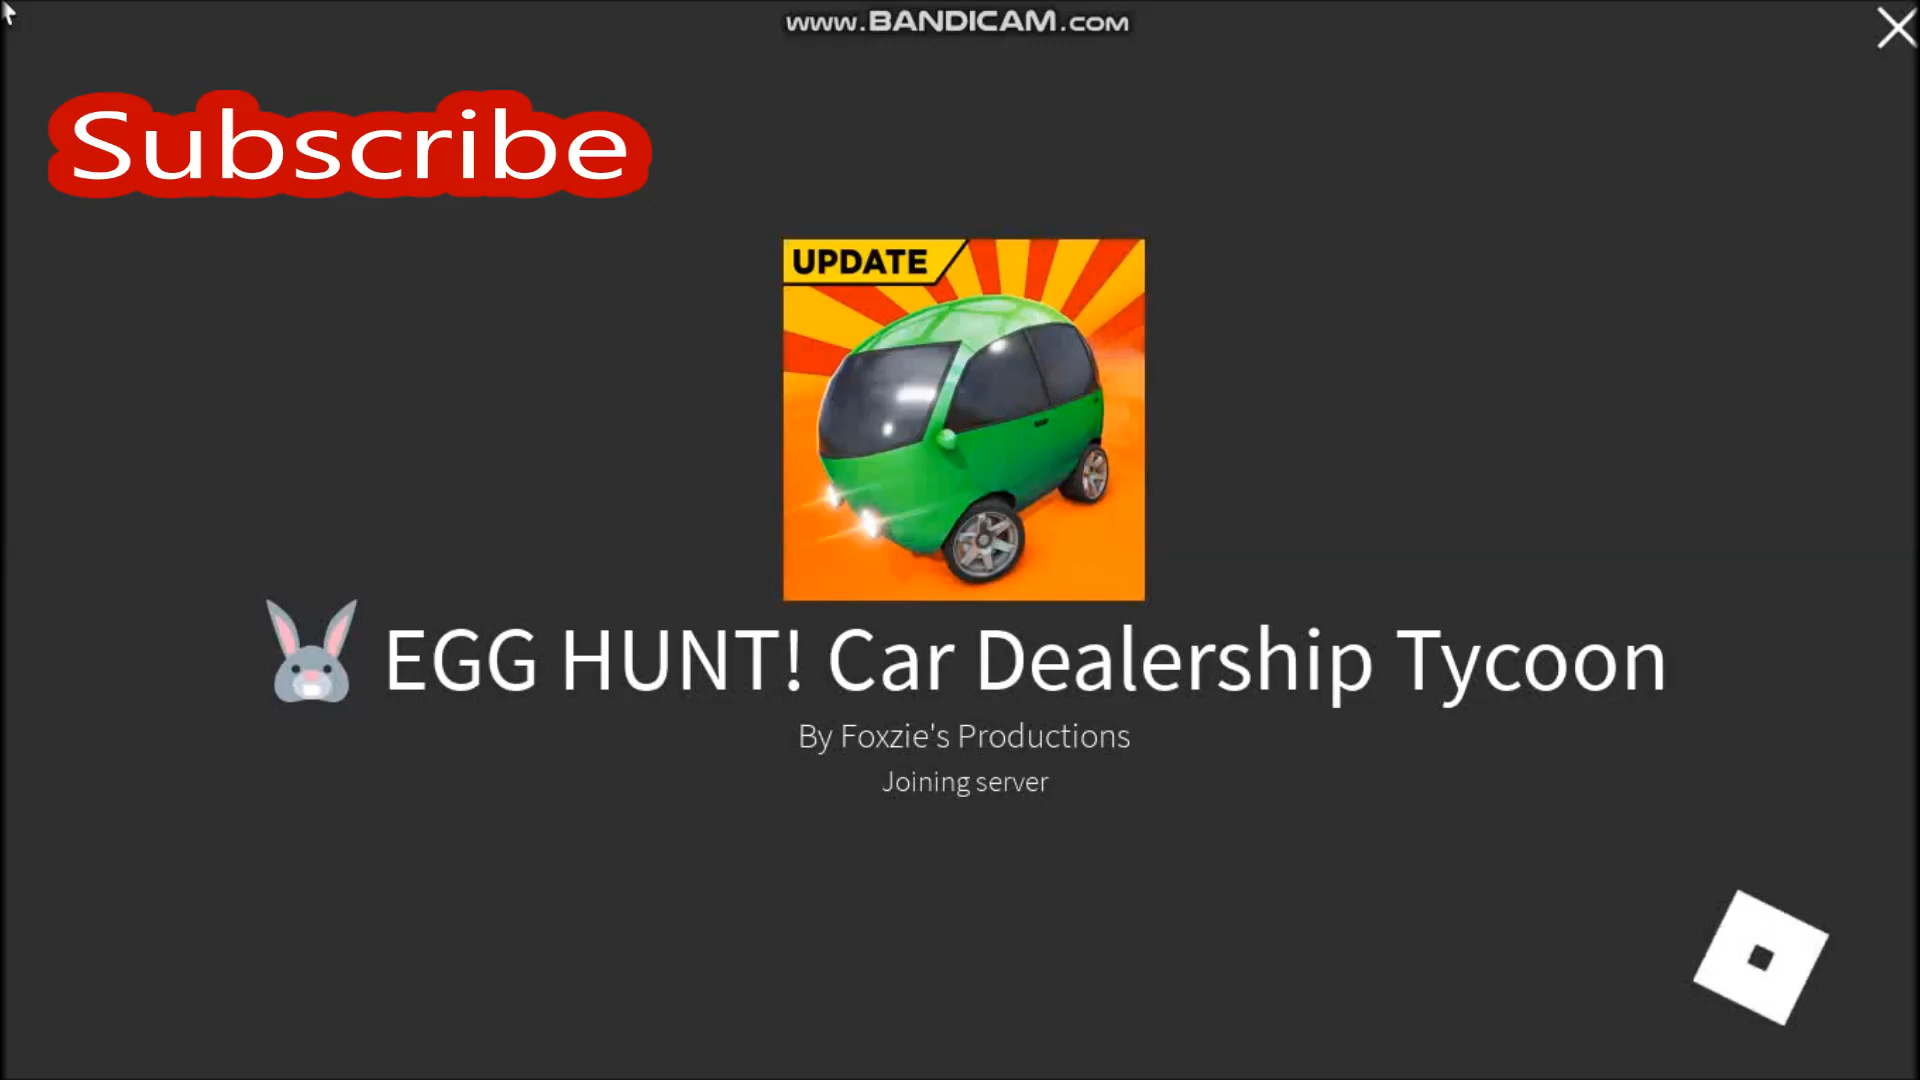 www.BANDICAM.com
Subscribe
UPDATE
EGG HUNT! Car Dealership Tycoon
By Foxzie's Productions
Joining server